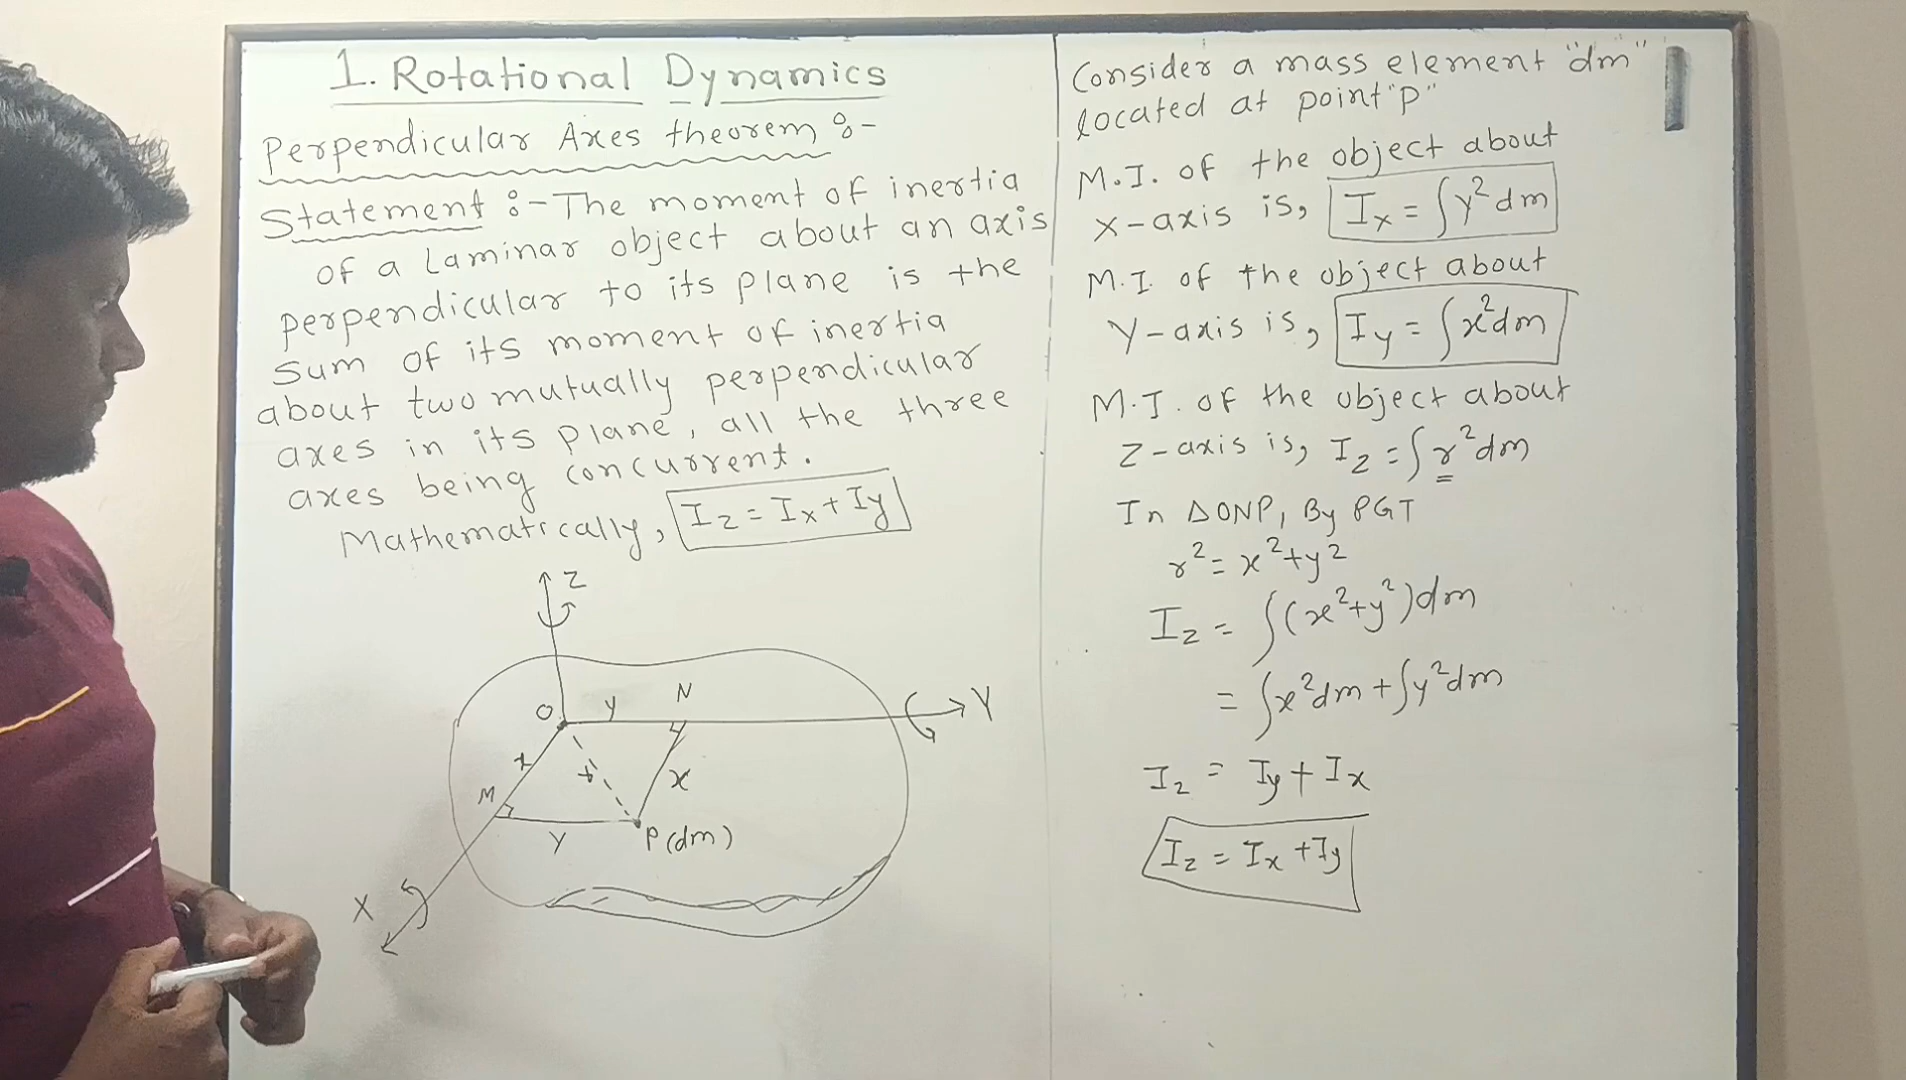 1. Rotational Dynamics
Perpendicular Axes theorem :-
Statement :- The moment of inertia
of a Laminar object about an axis
perpendicular to its plane is the
sum of its moment of inertia
about two mutually perpendicular
axes in its plane, all the three
axes being concurrent.
Mathematically, Iz = Ix + Iy
Z
O y N Y
x r x
M
y P(dm)
X
Consider a mass element "dm"
located at point "P"
M.I. of the object about
x-axis is, Ix = ∫y²dm
M.I. of the object about
Y-axis is, Iy = ∫x²dm
M.I. of the object about
Z-axis is, Iz = ∫r²dm
In ΔONP, By PGT
r² = x²+y²
Iz = ∫(x²+y²)dm
= ∫x²dm + ∫y²dm
Iz = Iy + Ix
Iz = Ix + Iy